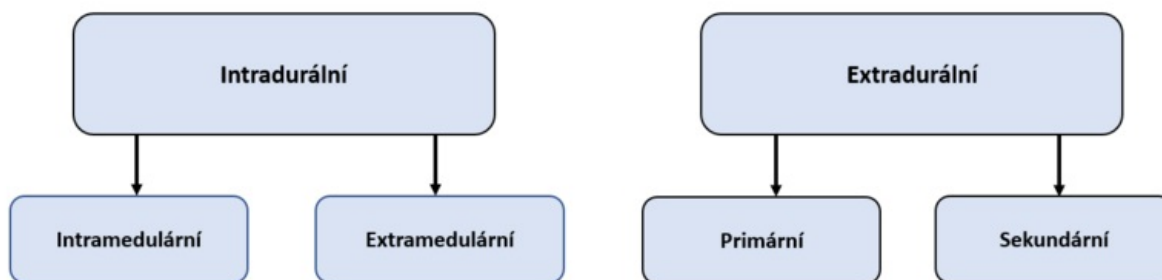 Intradurální
Extradurální
Intramedulární
Extramedulární
Primární
Sekundární